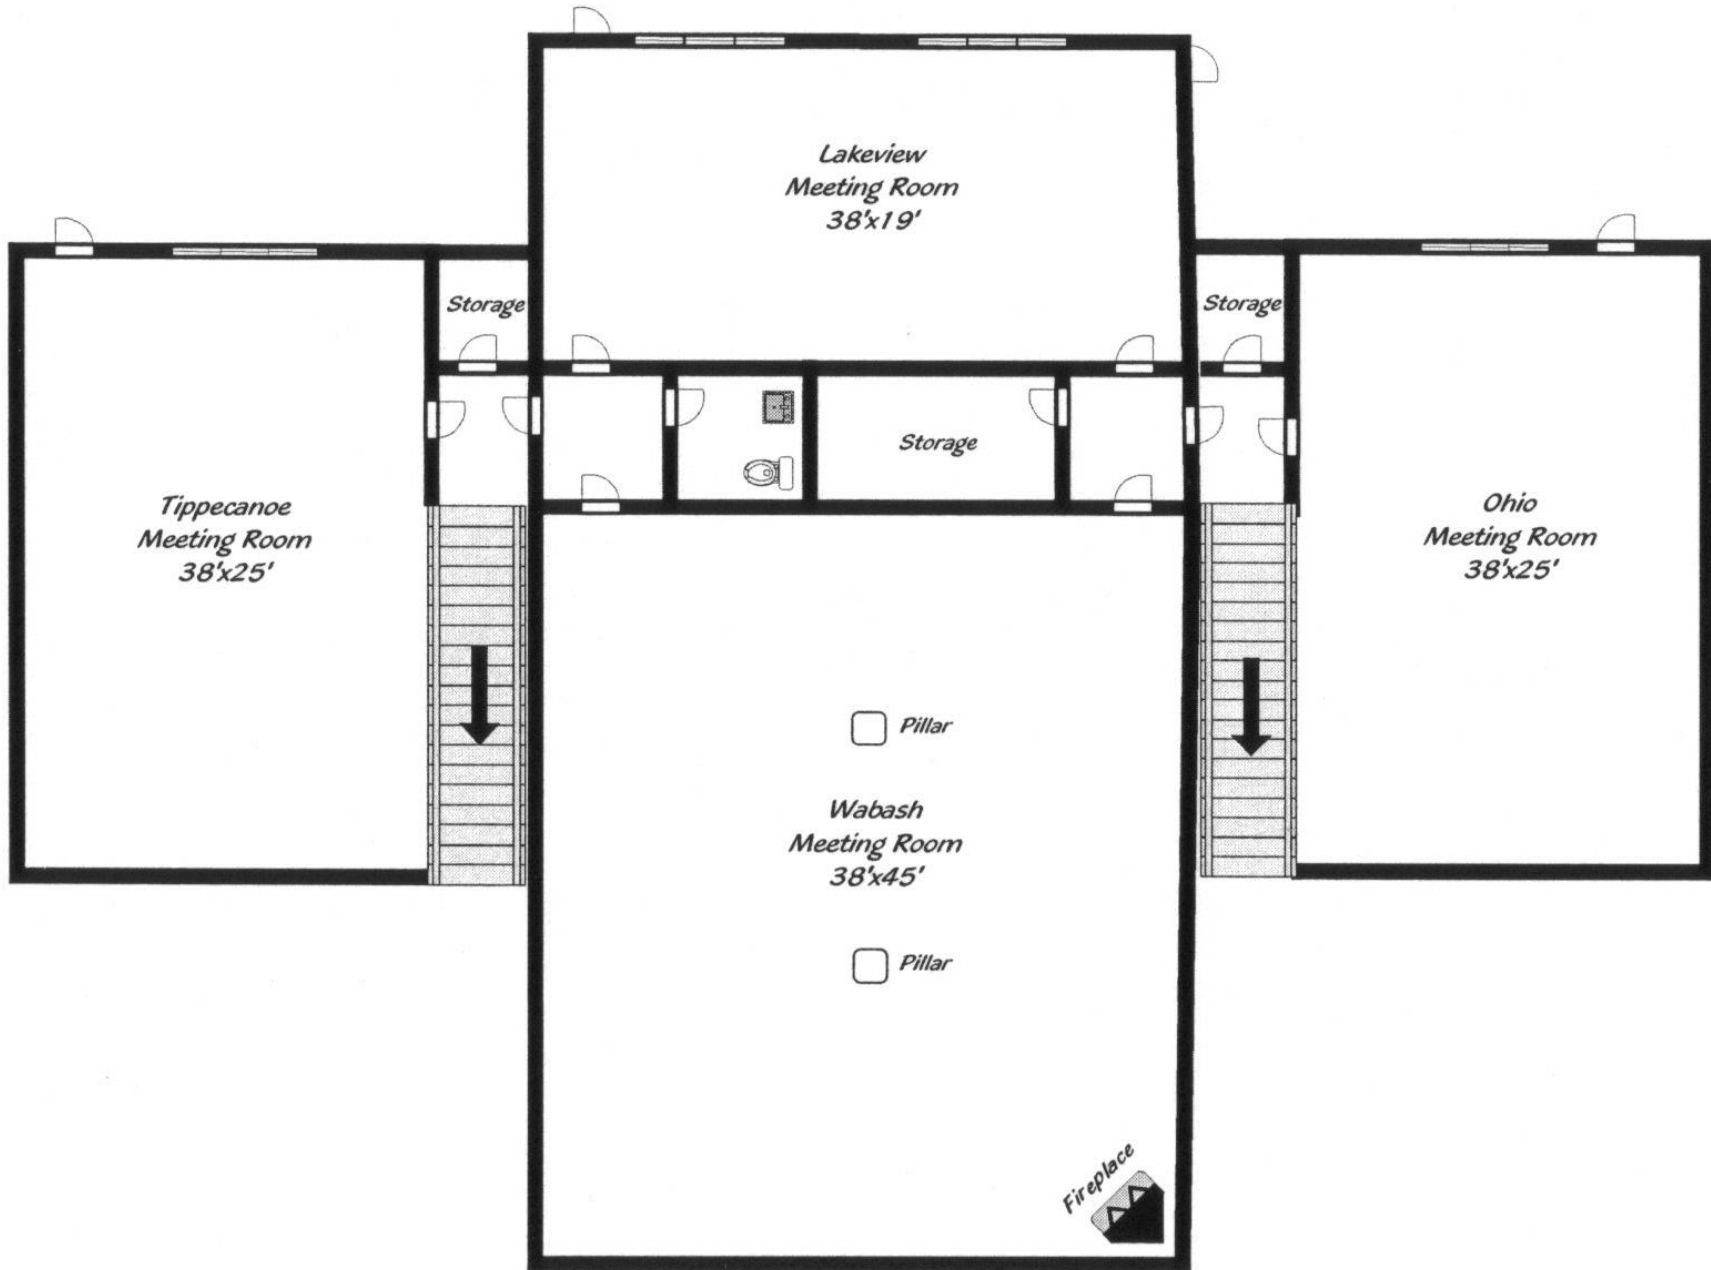 Lakeview
Meeting Room
38'x19'
Storage
Storage
Storage
Tippecanoe
Meeting Room
38'x25'
Ohio
Meeting Room
38'x25'
Pillar
Wabash
Meeting Room
38'x45'
Pillar
Fireplace